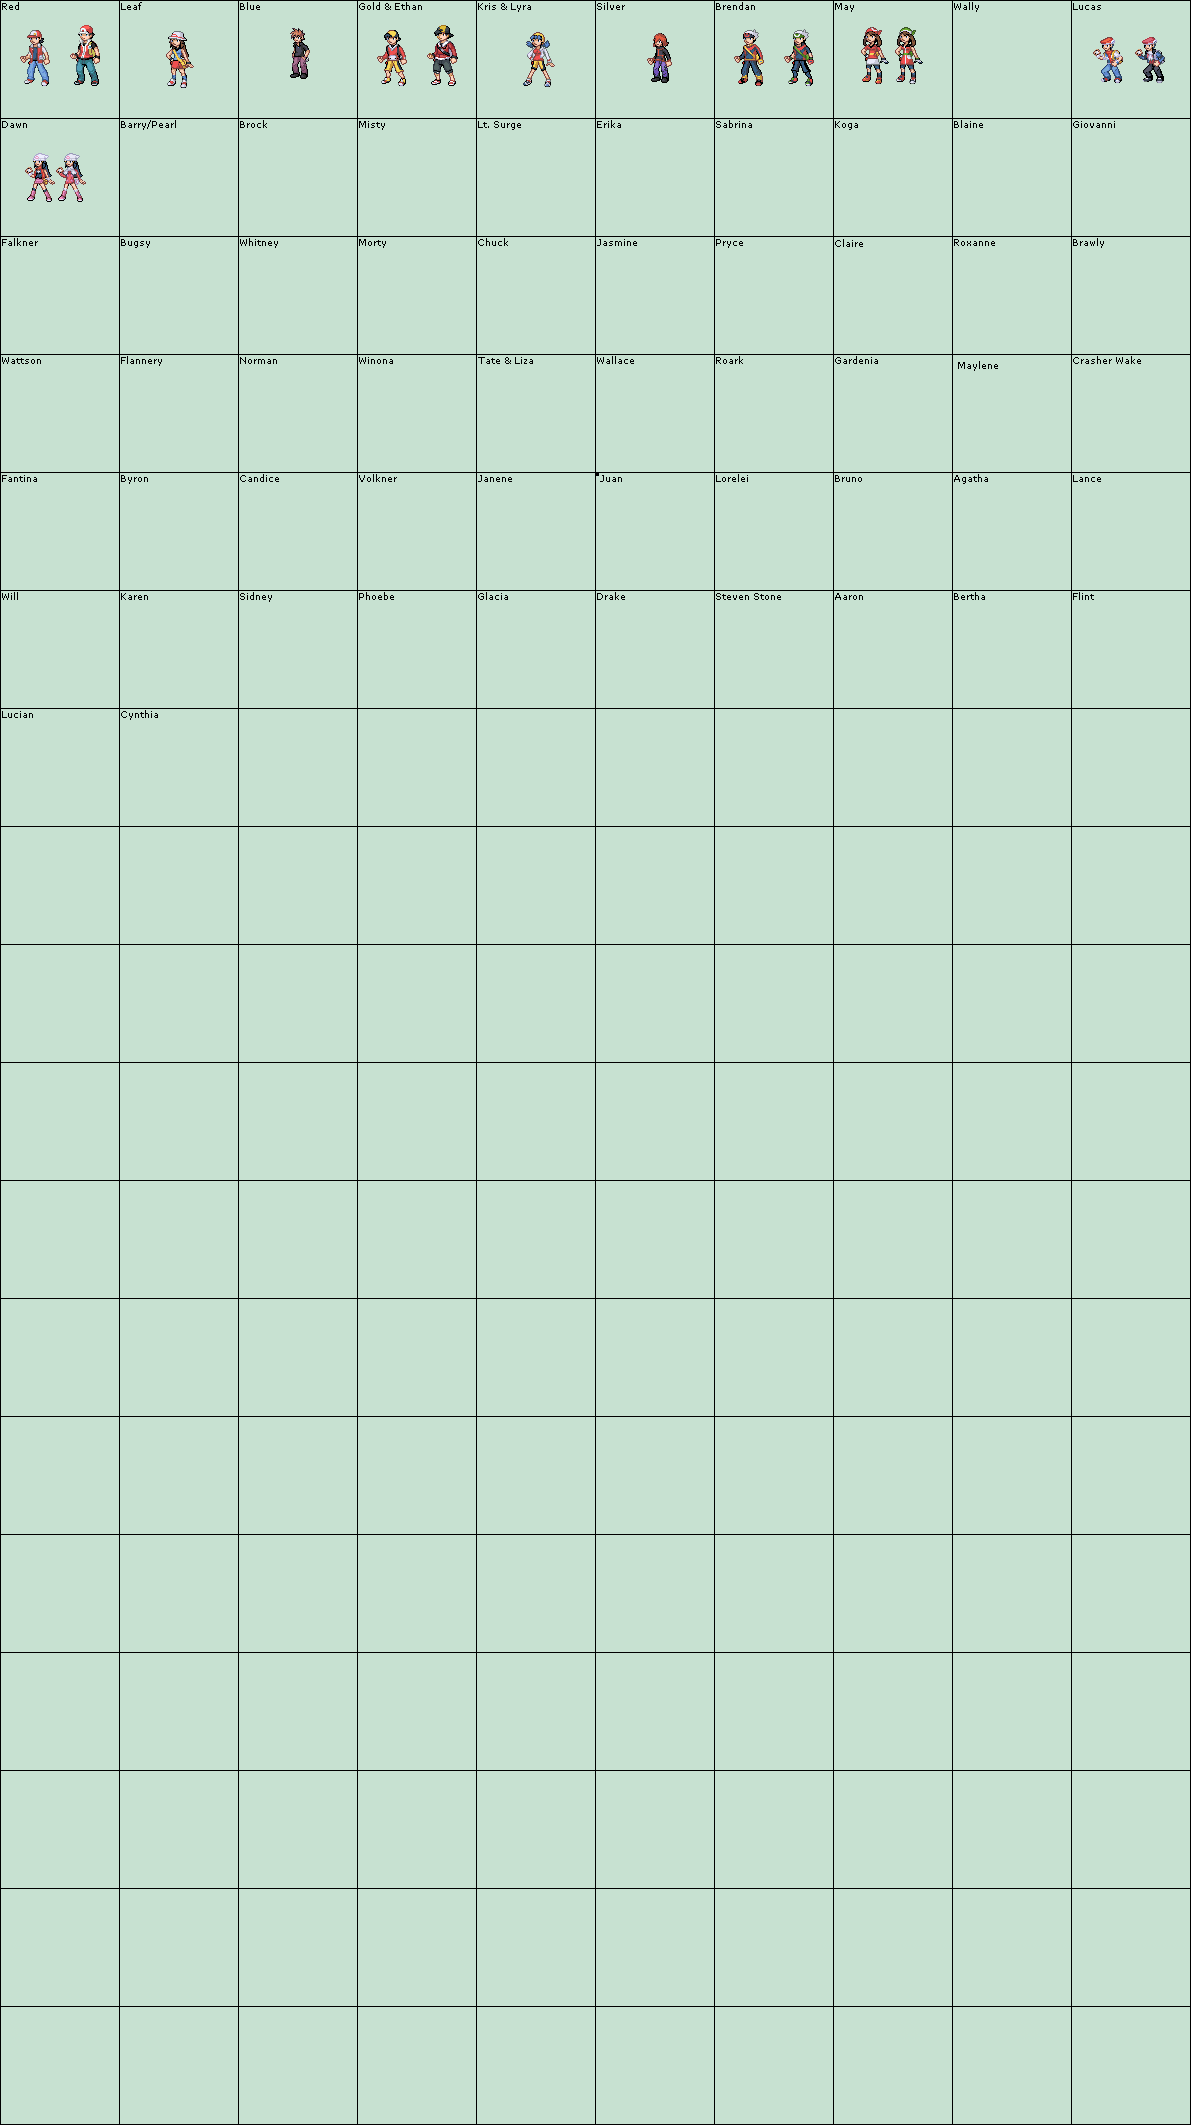 Red
Leaf
Blue
Gold & Ethan
Kris & Lyra
Silver
Brendan
May
Wally
Lucas
Dawn
Barry/Pearl
Brock
Misty
Lt. Surge
Erika
Sabrina
Koga
Blaine
Giovanni
Falkner
Bugsy
Whitney
Morty
Chuck
Jasmine
Pryce
Claire
Roxanne
Brawly
Wattson
Flannery
Norman
Winona
Tate & Liza
Wallace
Roark
Gardenia
Maylene
Crasher Wake
Fantina
Byron
Candice
Volkner
Janene
Juan
Lorelei
Bruno
Agatha
Lance
Will
Karen
Sidney
Phoebe
Glacia
Drake
Steven Stone
Aaron
Bertha
Flint
Lucian
Cynthia